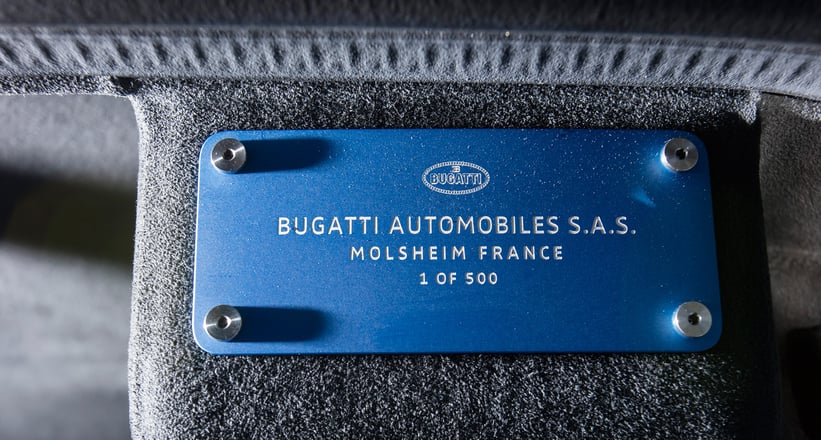 BUGATTI
BUGATTI AUTOMOBILES S.A.S.
MOLSHEIM FRANCE
1 OF 500